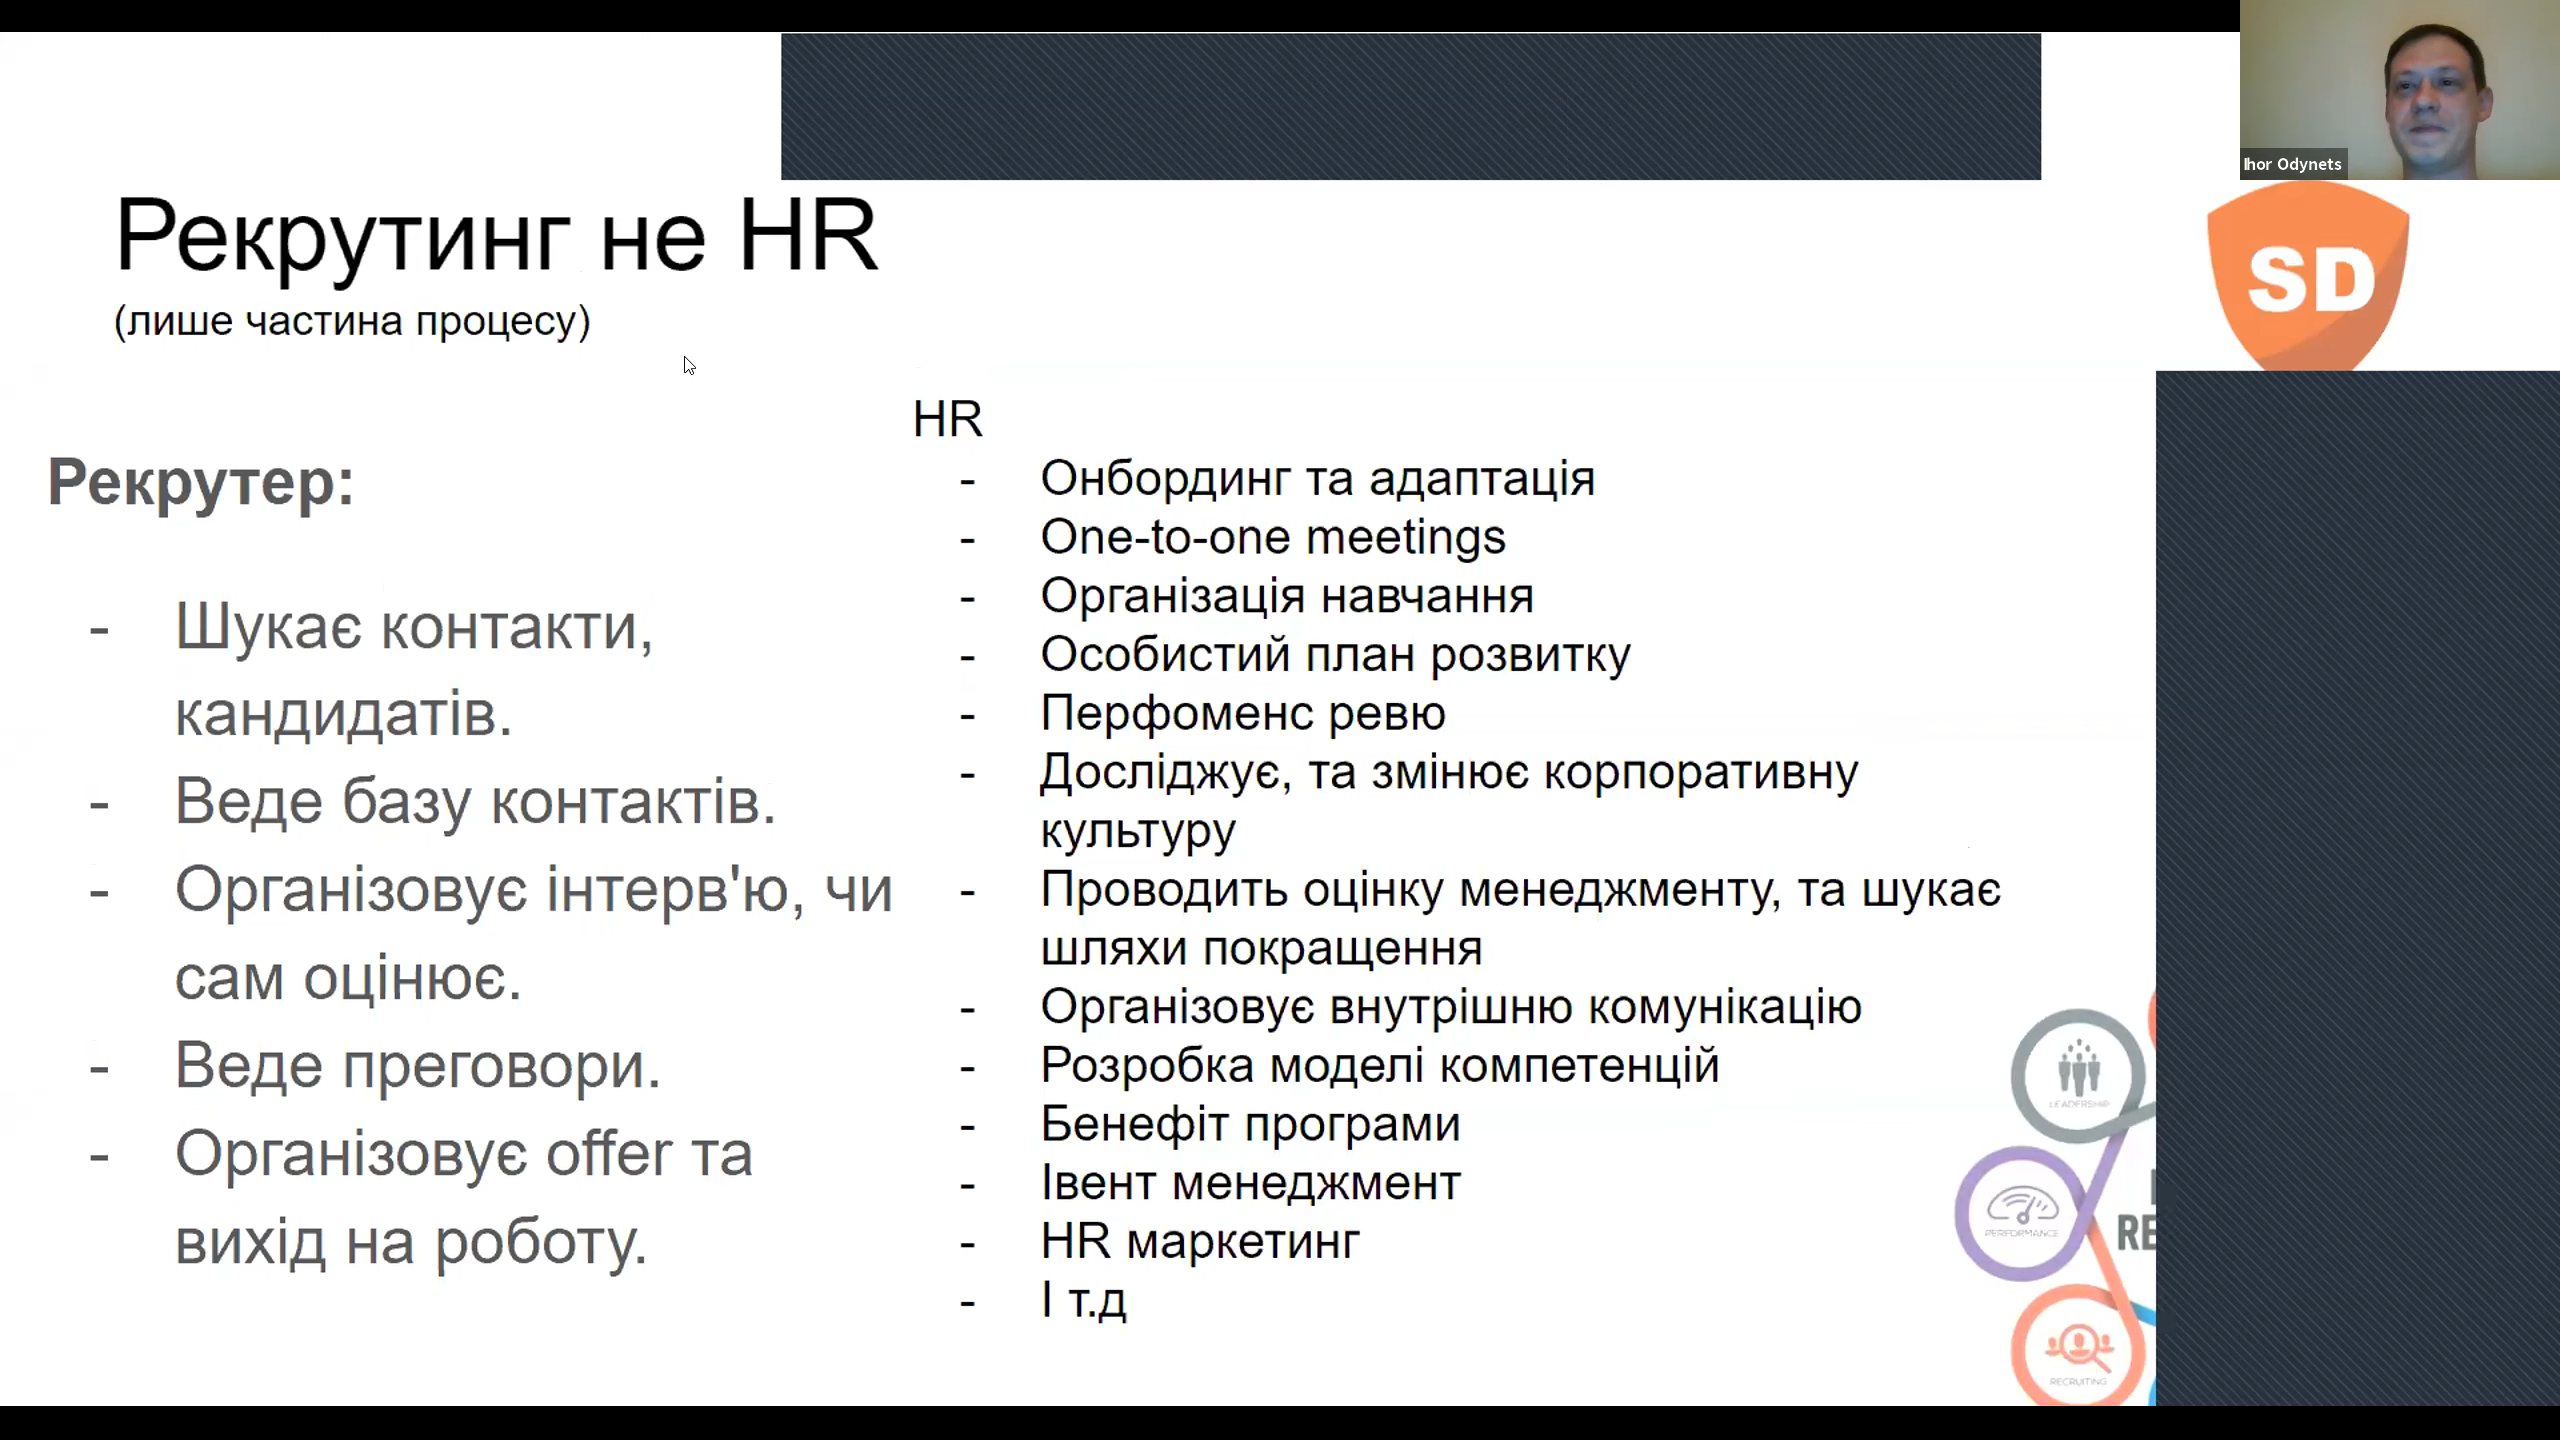 Ihor Odynets
SD
Рекрутинг не HR
(лише частина процесу)
Рекрутер:
- Шукає контакти,
кандидатів.
- Веде базу контактів.
- Організовує інтерв'ю, чи
сам оцінює.
- Веде преговори.
- Організовує offer та
вихід на роботу.
HR
- Онбординг та адаптація
- One-to-one meetings
- Організація навчання
- Особистий план розвитку
- Перфоменс ревю
- Досліджує, та змінює корпоративну
культуру
- Проводить оцінку менеджменту, та шукає
шляхи покращення
- Організовує внутрішню комунікацію
- Розробка моделі компетенцій
- Бенефіт програми
- Івент менеджмент
- HR маркетинг
- І т.д
LEADERSHIP
PERFORMANCE
RECRUITING